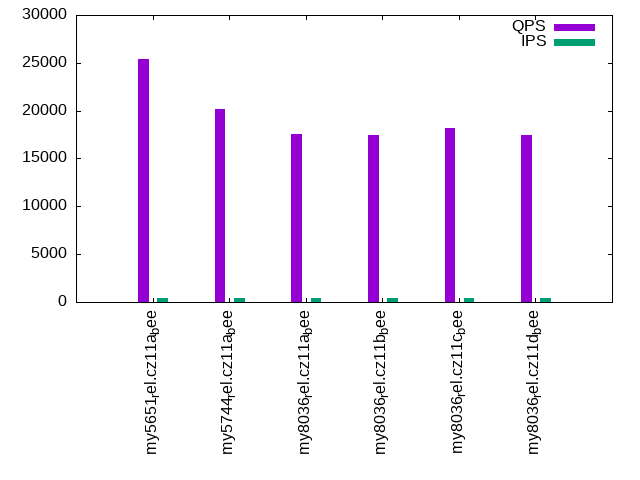 30000
25000
20000
15000
10000
5000
0
QPS
IPS
my5651rel.cz11abee
my5744rel.cz11abee
my8036rel.cz11abee
my8036rel.cz11bbee
my8036rel.cz11cbee
my8036rel.cz11dbee